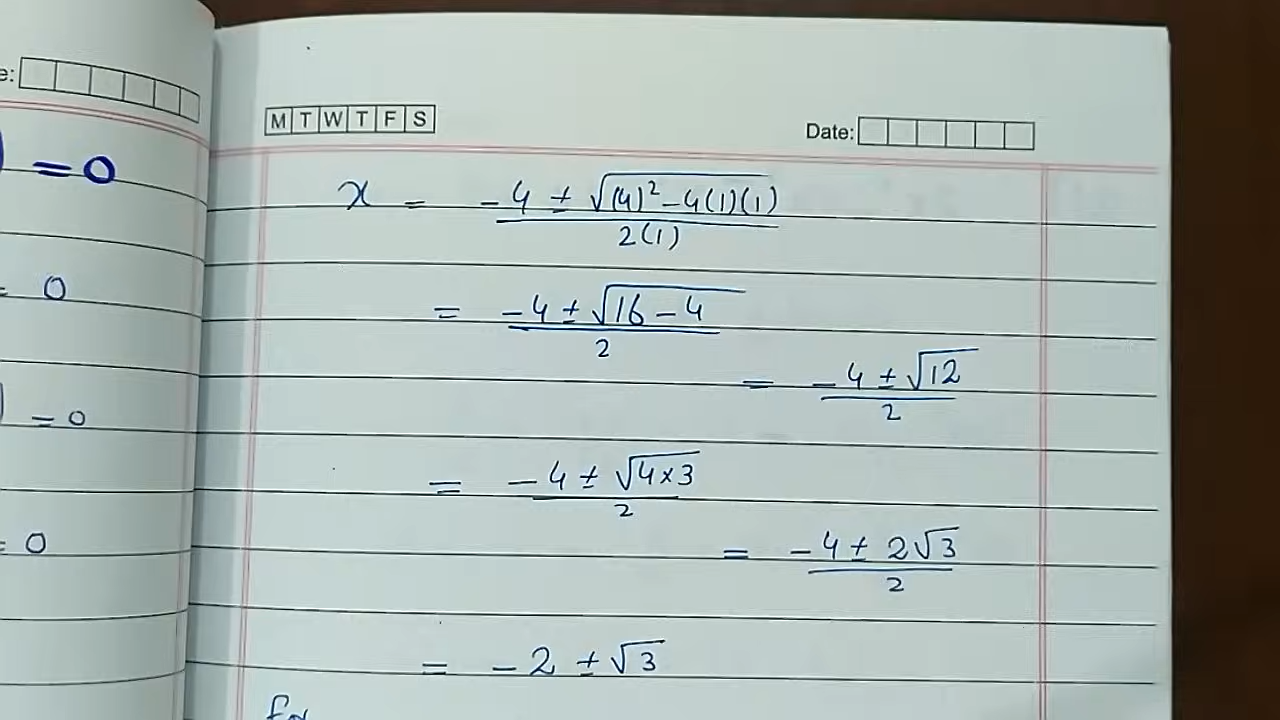 e:
) = 0
= 0
) = 0
= 0
M T W T F S
Date:
x = -4 ± √(4)² - 4(1)(1) / 2(1)
= -4 ± √16 - 4 / 2
= -4 ± √12 / 2
= -4 ± √4×3 / 2
= -4 ± 2√3 / 2
= -2 ± √3